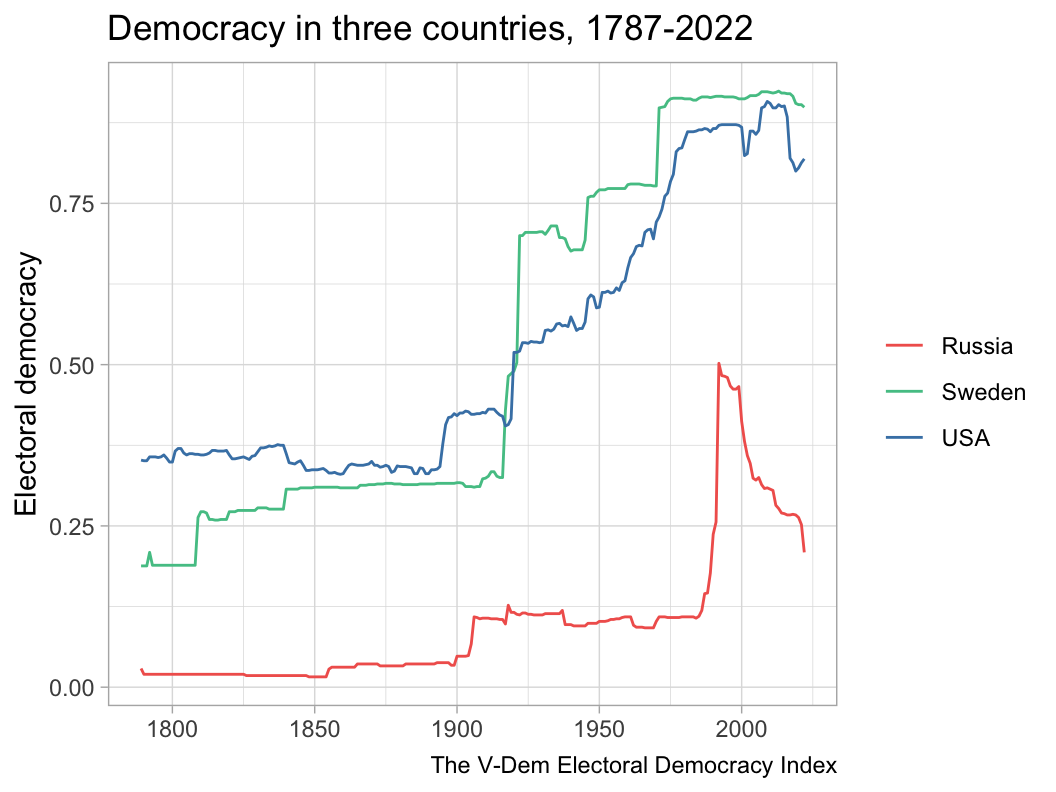 Democracy in three countries, 1787-2022
Electoral democracy
0.75
0.50
0.25
0.00
1800 1850 1900 1950 2000
The V-Dem Electoral Democracy Index
Russia
Sweden
USA